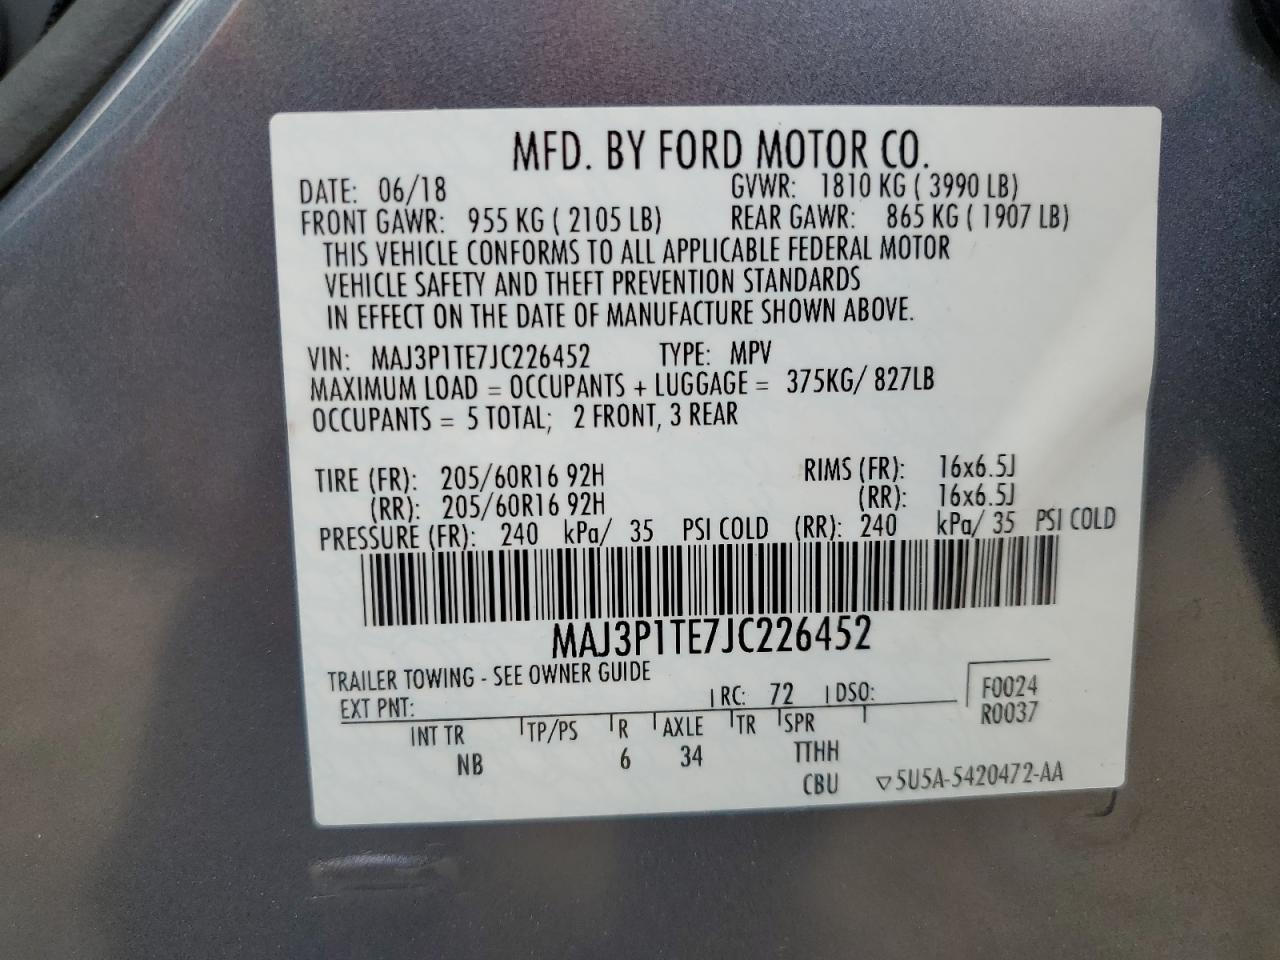 MFD. BY FORD MOTOR CO.
DATE: 06/18 GVWR: 1810 KG ( 3990 LB)
FRONT GAWR: 955 KG ( 2105 LB) REAR GAWR: 865 KG ( 1907 LB)
THIS VEHICLE CONFORMS TO ALL APPLICABLE FEDERAL MOTOR
VEHICLE SAFETY AND THEFT PREVENTION STANDARDS
IN EFFECT ON THE DATE OF MANUFACTURE SHOWN ABOVE.
VIN: MAJ3P1TE7JC226452 TYPE: MPV
MAXIMUM LOAD = OCCUPANTS + LUGGAGE = 375KG/ 827LB
OCCUPANTS = 5 TOTAL; 2 FRONT, 3 REAR
TIRE (FR): 205/60R16 92H RIMS (FR): 16x6.5J
(RR): 205/60R16 92H (RR): 16x6.5J
PRESSURE (FR): 240 kPa/ 35 PSI COLD (RR): 240 kPa/ 35 PSI COLD
MAJ3P1TE7JC226452
TRAILER TOWING - SEE OWNER GUIDE
EXT PNT: RC: 72 DSO: F0024
R0037
INT TR TP/PS R AXLE TR SPR
NB 6 34 TTHH
CBU ▽5U5A-5420472-AA